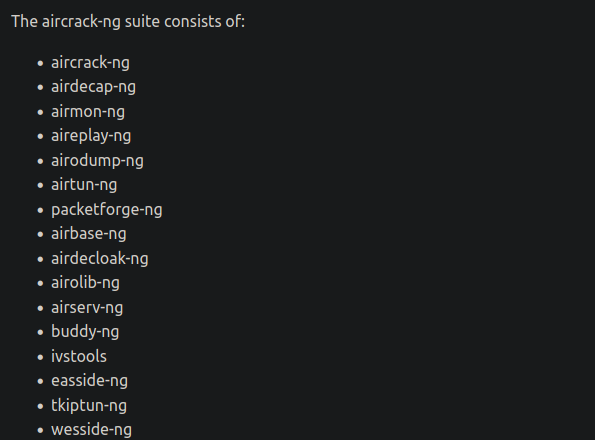 The aircrack-ng suite consists of:
• aircrack-ng
• airdecap-ng
• airmon-ng
• aireplay-ng
• airodump-ng
• airtun-ng
• packetforge-ng
• airbase-ng
• airdecloak-ng
• airolib-ng
• airserv-ng
• buddy-ng
• ivstools
• easside-ng
• tkiptun-ng
• wesside-ng